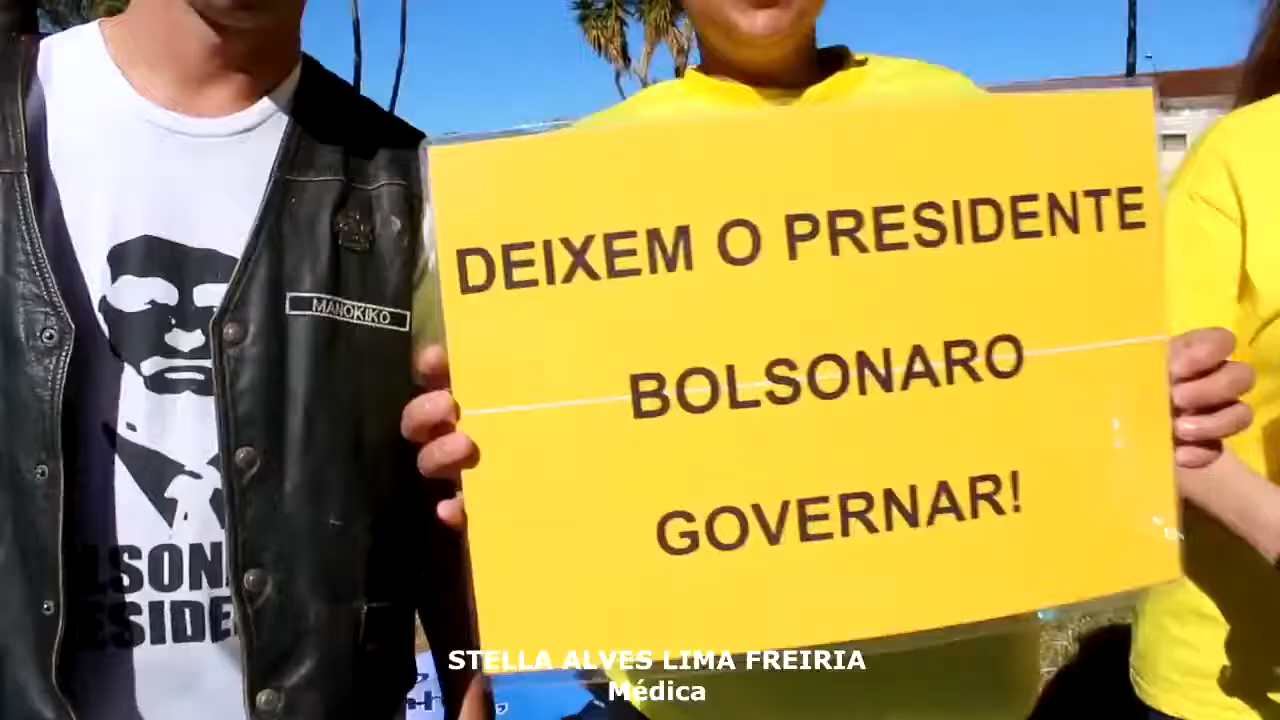 DEIXEM O PRESIDENTE
BOLSONARO
GOVERNAR!
MANOKIKO
STELLA ALVES LIMA FREIRIA
Médica